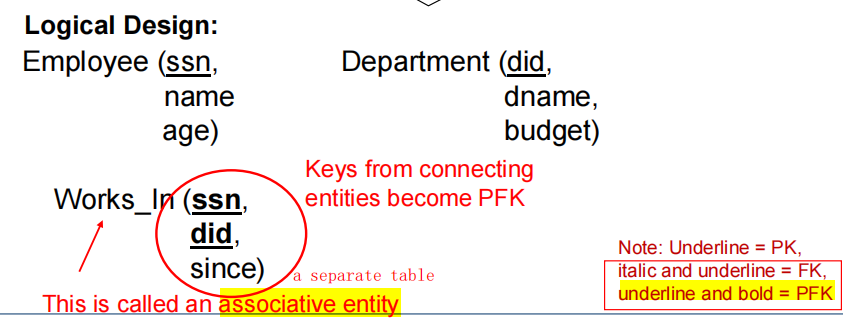 Logical Design:
Employee (ssn,
name
age)
Department (did,
dname,
budget)
Keys from connecting
entities become PFK
Works_In (ssn,
did,
since)
a separate table
This is called an associative entity
Note: Underline = PK,
italic and underline = FK,
underline and bold = PFK